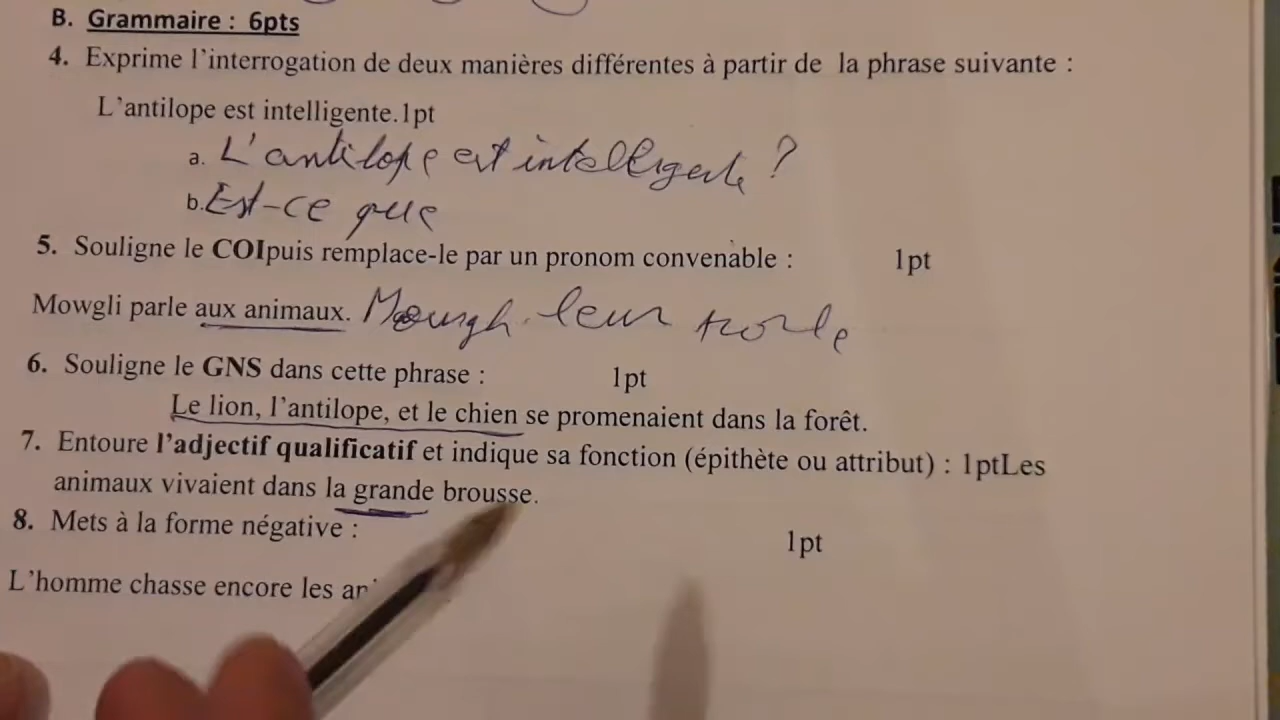 B. Grammaire : 6pts
4. Exprime l'interrogation de deux manières différentes à partir de la phrase suivante :
L'antilope est intelligente.1pt
a. L'antilope est intelligente ?
b. Est-ce que
5. Souligne le COIpuis remplace-le par un pronom convenable : 1pt
Mowgli parle aux animaux. leur
6. Souligne le GNS dans cette phrase : 1pt
Le lion, l'antilope, et le chien se promenaient dans la forêt.
7. Entoure l'adjectif qualificatif et indique sa fonction (épithète ou attribut) : 1ptLes
animaux vivaient dans la grande brousse.
8. Mets à la forme négative : 1pt
L'homme chasse encore les